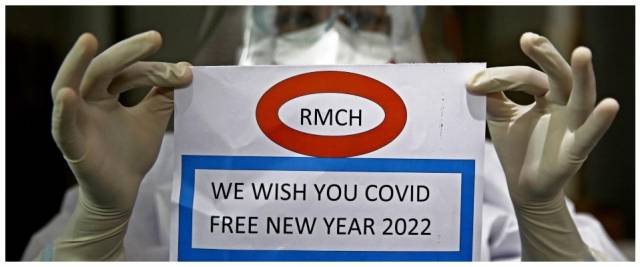 RMCH
WE WISH YOU COVID
FREE NEW YEAR 2022